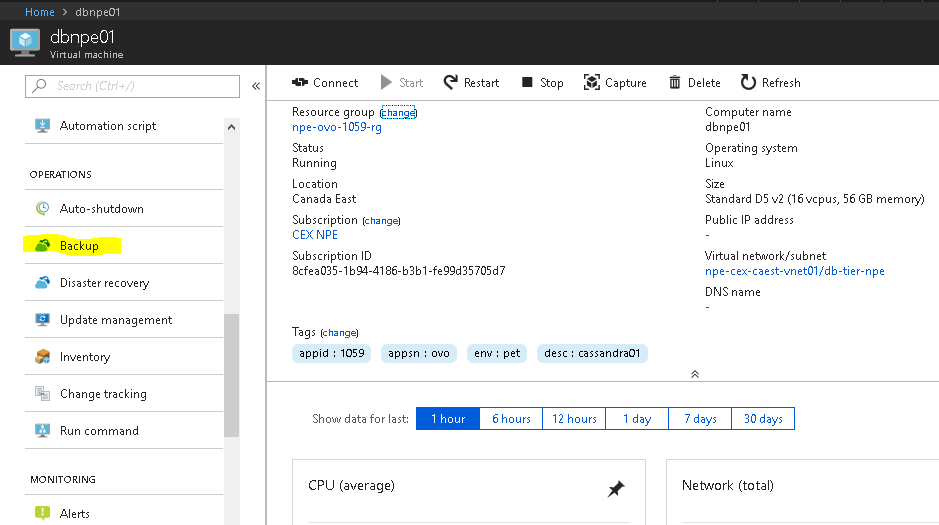 Home > dbnpe01
dbnpe01
Virtual machine
Search (Ctrl+/)
«
Automation script
OPERATIONS
Auto-shutdown
Backup
Disaster recovery
Update management
Inventory
Change tracking
Run command
MONITORING
Alerts
Connect Start Restart Stop Capture Delete Refresh
Resource group (change)
npe-ovo-1059-rg
Status
Running
Location
Canada East
Subscription (change)
CEX NPE
Subscription ID
8cfea035-1b94-4186-b3b1-fe99d35705d7
Computer name
dbnpe01
Operating system
Linux
Size
Standard D5 v2 (16 vcpus, 56 GB memory)
Public IP address
-
Virtual network/subnet
npe-cex-caest-vnet01/db-tier-npe
DNS name
-
Tags (change)
appid : 1059 appsn : ovo env : pet desc : cassandra01
Show data for last: 1 hour 6 hours 12 hours 1 day 7 days 30 days
CPU (average)
Network (total)